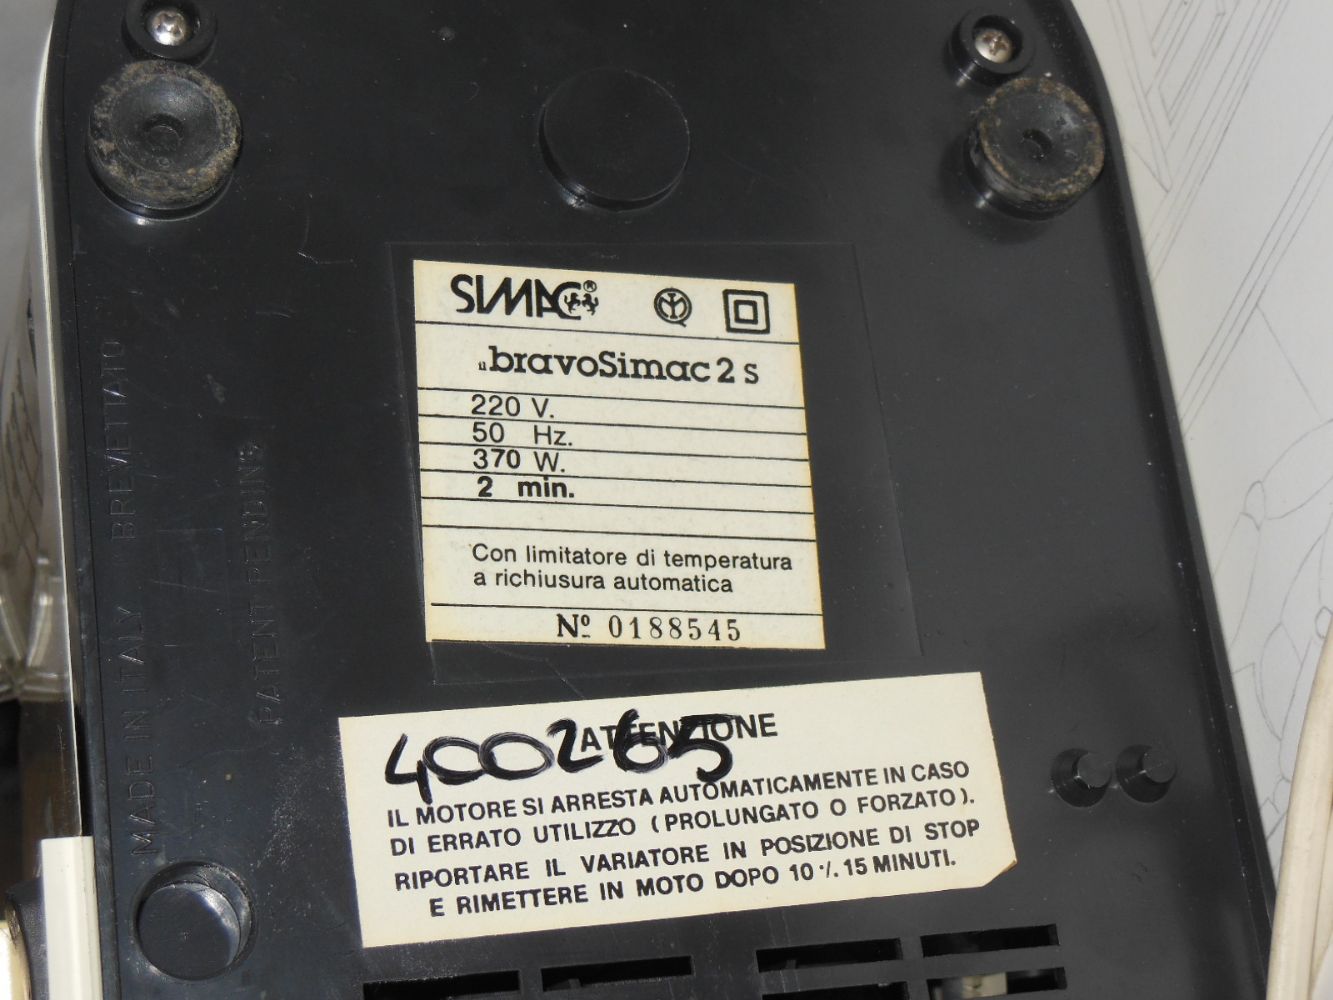 SIMAC®
il bravoSimac 2 s
220 V.
50 Hz.
370 W.
2 min.
Con limitatore di temperatura
a richiusura automatica
Nº 0188545
400265
ATTENZIONE
IL MOTORE SI ARRESTA AUTOMATICAMENTE IN CASO
DI ERRATO UTILIZZO (PROLUNGATO O FORZATO).
RIPORTARE IL VARIATORE IN POSIZIONE DI STOP
E RIMETTERE IN MOTO DOPO 10 ·/. 15 MINUTI.
MADE IN ITALY BREVETTATO
PATENT PENDING